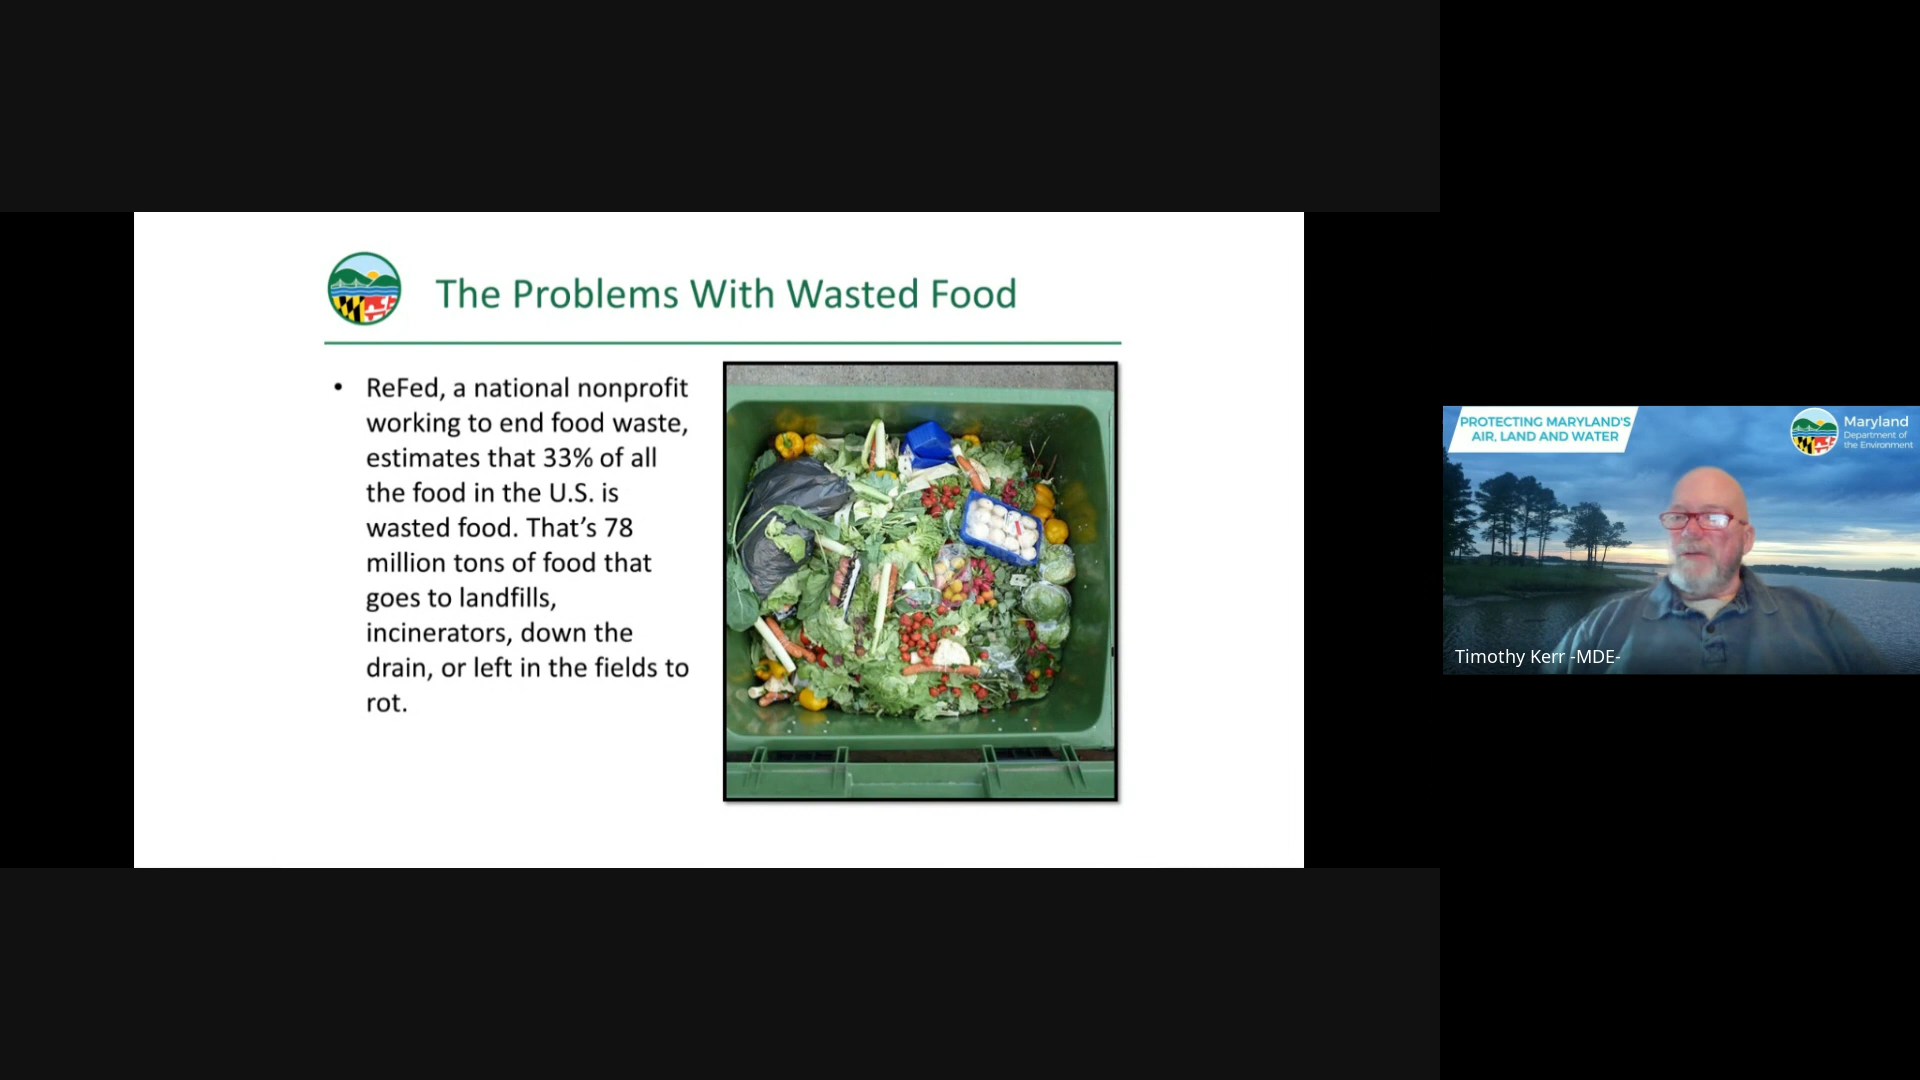 The Problems With Wasted Food
• ReFed, a national nonprofit
working to end food waste,
estimates that 33% of all
the food in the U.S. is
wasted food. That’s 78
million tons of food that
goes to landfills,
incinerators, down the
drain, or left in the fields to
rot.
PROTECTING MARYLAND'S
AIR, LAND AND WATER
Maryland
Department of
the Environment
Timothy Kerr -MDE-